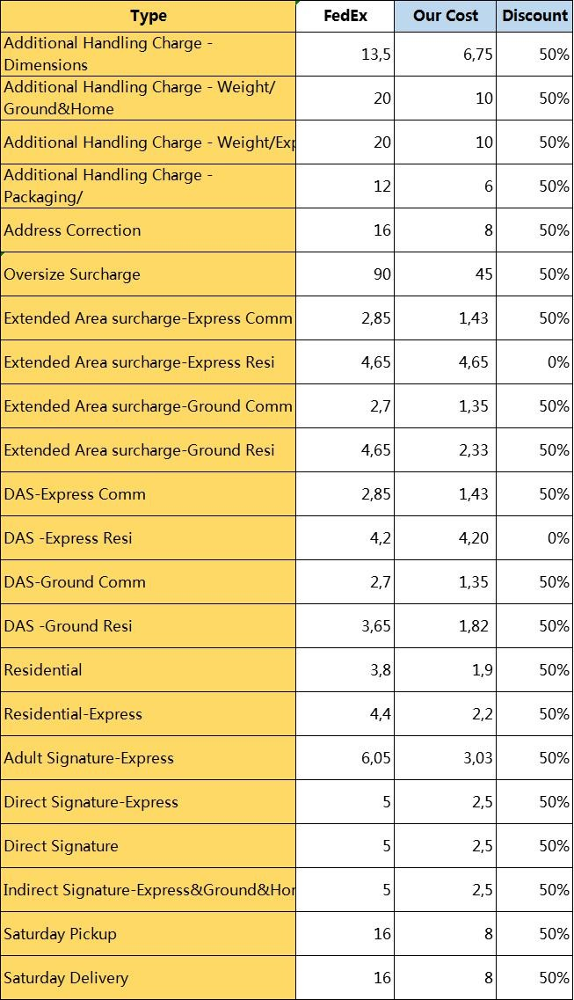 Type FedEx Our Cost Discount
Additional Handling Charge -
Dimensions 13,5 6,75 50%
Additional Handling Charge - Weight/
Ground&Home 20 10 50%
Additional Handling Charge - Weight/Exp 20 10 50%
Additional Handling Charge -
Packaging/ 12 6 50%
Address Correction 16 8 50%
Oversize Surcharge 90 45 50%
Extended Area surcharge-Express Comm 2,85 1,43 50%
Extended Area surcharge-Express Resi 4,65 4,65 0%
Extended Area surcharge-Ground Comm 2,7 1,35 50%
Extended Area surcharge-Ground Resi 4,65 2,33 50%
DAS-Express Comm 2,85 1,43 50%
DAS -Express Resi 4,2 4,20 0%
DAS-Ground Comm 2,7 1,35 50%
DAS -Ground Resi 3,65 1,82 50%
Residential 3,8 1,9 50%
Residential-Express 4,4 2,2 50%
Adult Signature-Express 6,05 3,03 50%
Direct Signature-Express 5 2,5 50%
Direct Signature 5 2,5 50%
Indirect Signature-Express&Ground&Hor 5 2,5 50%
Saturday Pickup 16 8 50%
Saturday Delivery 16 8 50%